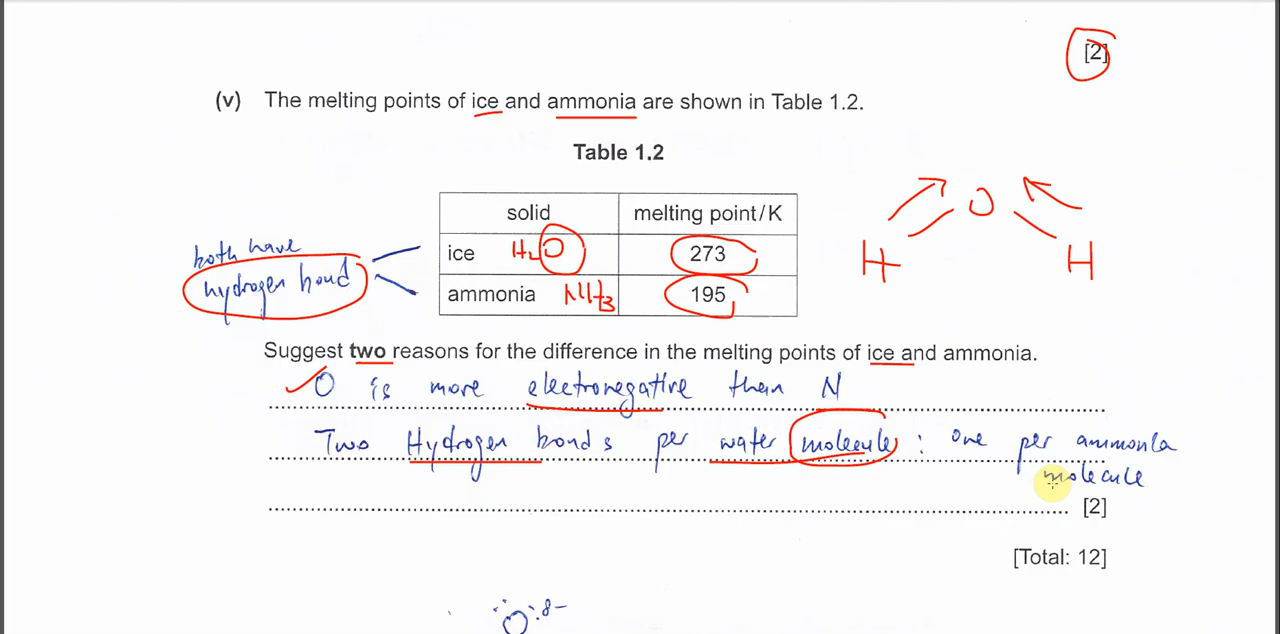 [2]
(v) The melting points of ice and ammonia are shown in Table 1.2.
Table 1.2
solid melting point/K
both have
hydrogen bond
ice H₂O 273
ammonia NH₃ 195
O
H H
Suggest two reasons for the difference in the melting points of ice and ammonia.
O is more electronegative than N
Two Hydrogen bonds per water molecule : One per ammonia
molecule
[2]
[Total: 12]
O 8-